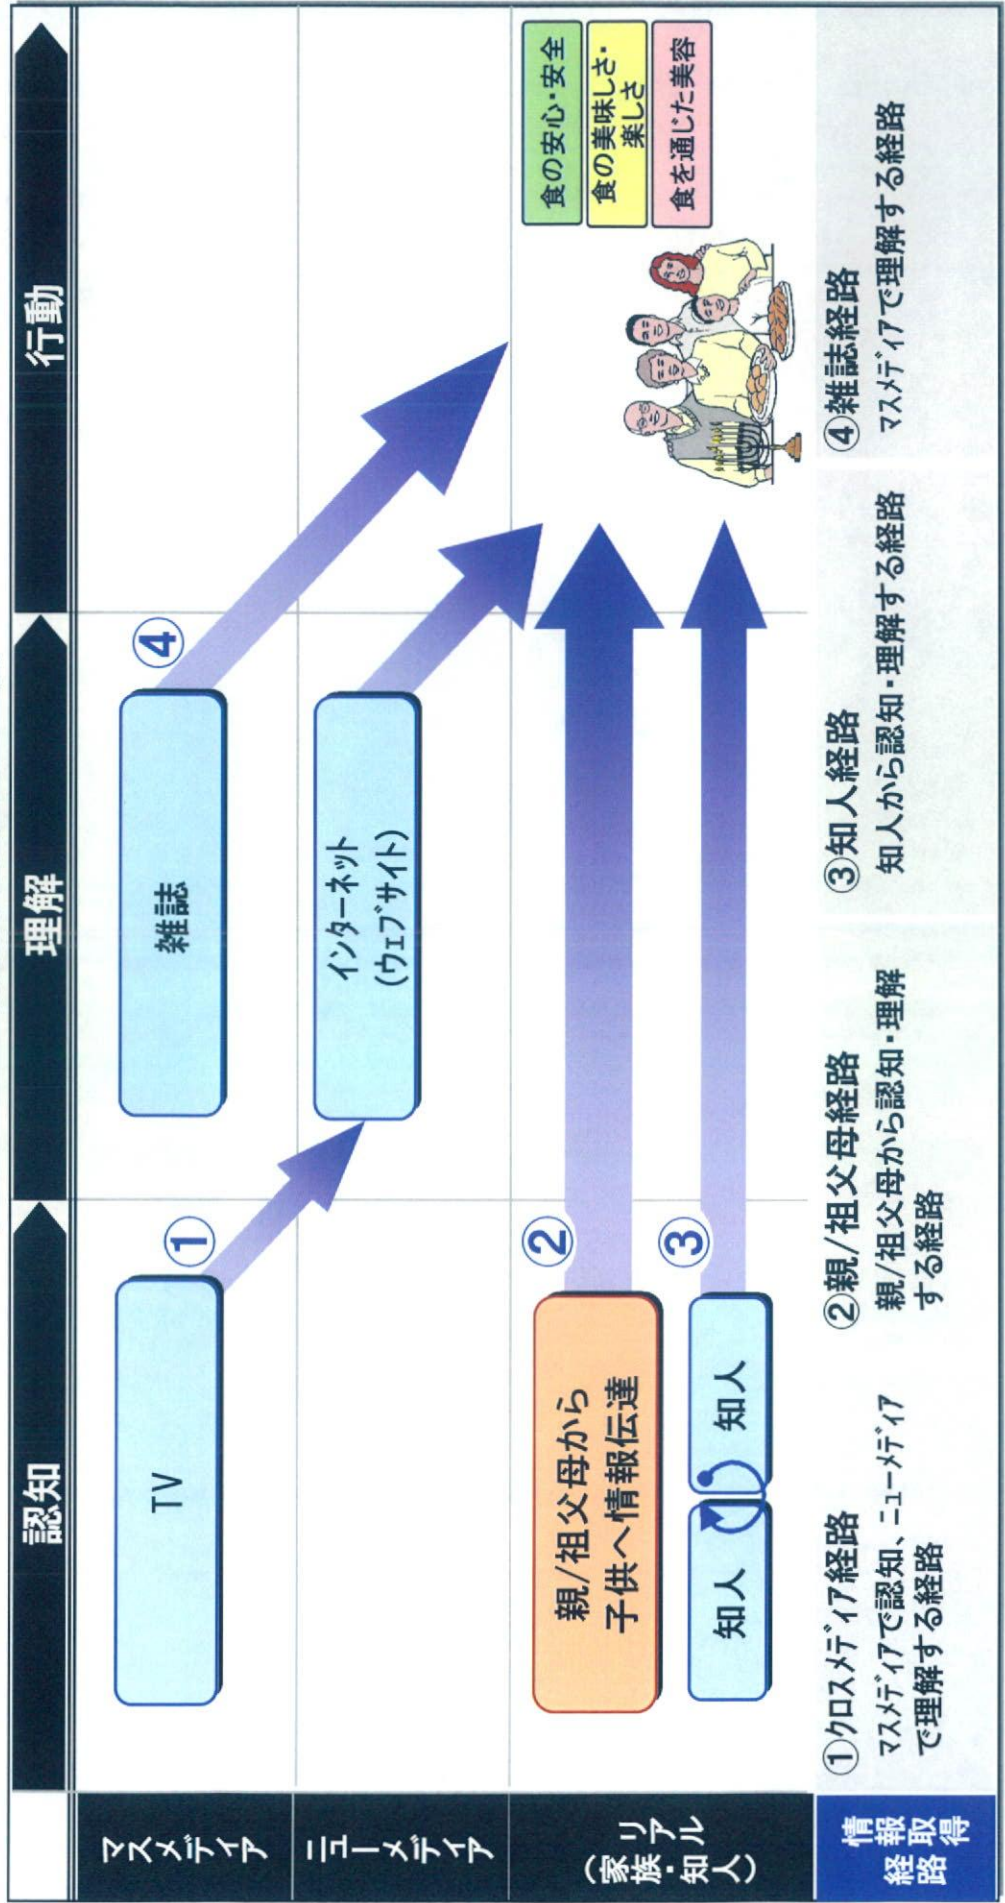 認知
理解
行動
マスメディア
TV
①
雑誌
④
ニューメディア
インターネット
(ウェブサイト)
リアル
(家族・知人)
親/祖父母から
子供へ情報伝達
②
知人
知人
③
食の安心・安全
食の美味しさ・
楽しさ
食を通じた美容
情報取得
経路
①クロスメディア経路
マスメディアで認知、ニューメディア
で理解する経路
②親/祖父母経路
親/祖父母から認知・理解
する経路
③知人経路
知人から認知・理解する経路
④雑誌経路
マスメディアで理解する経路